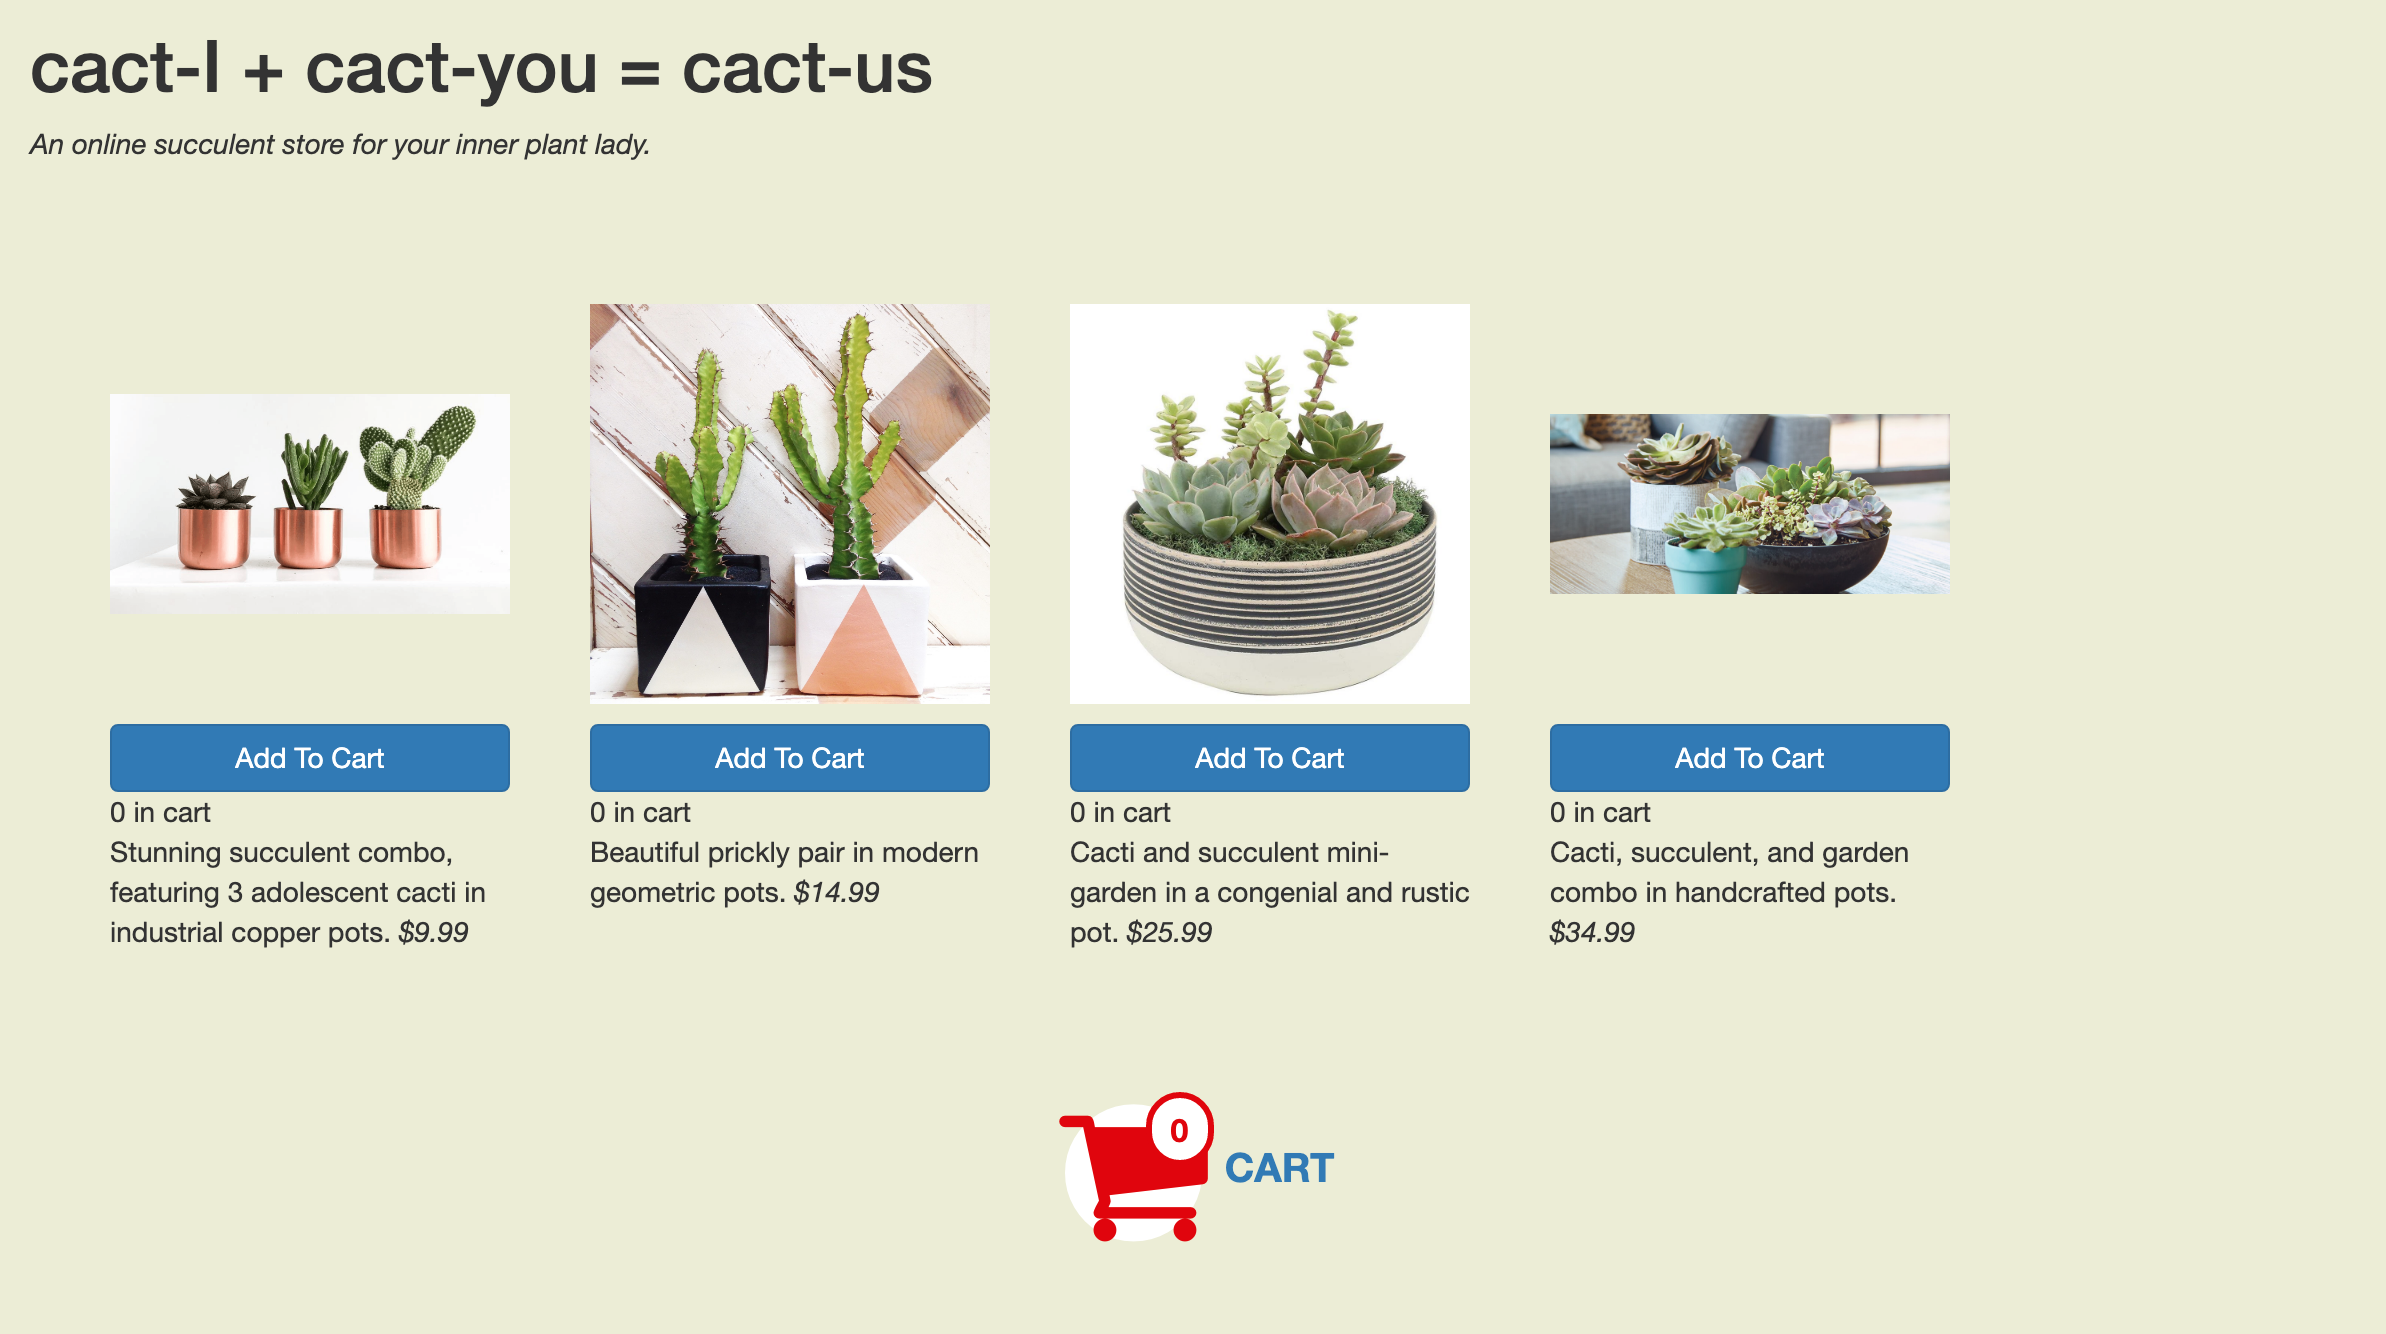 cact-I + cact-you = cact-us
An online succulent store for your inner plant lady.
Add To Cart
0 in cart
Stunning succulent combo,
featuring 3 adolescent cacti in
industrial copper pots. $9.99
Add To Cart
0 in cart
Beautiful prickly pair in modern
geometric pots. $14.99
Add To Cart
0 in cart
Cacti and succulent mini-
garden in a congenial and rustic
pot. $25.99
Add To Cart
0 in cart
Cacti, succulent, and garden
combo in handcrafted pots.
$34.99
0
CART